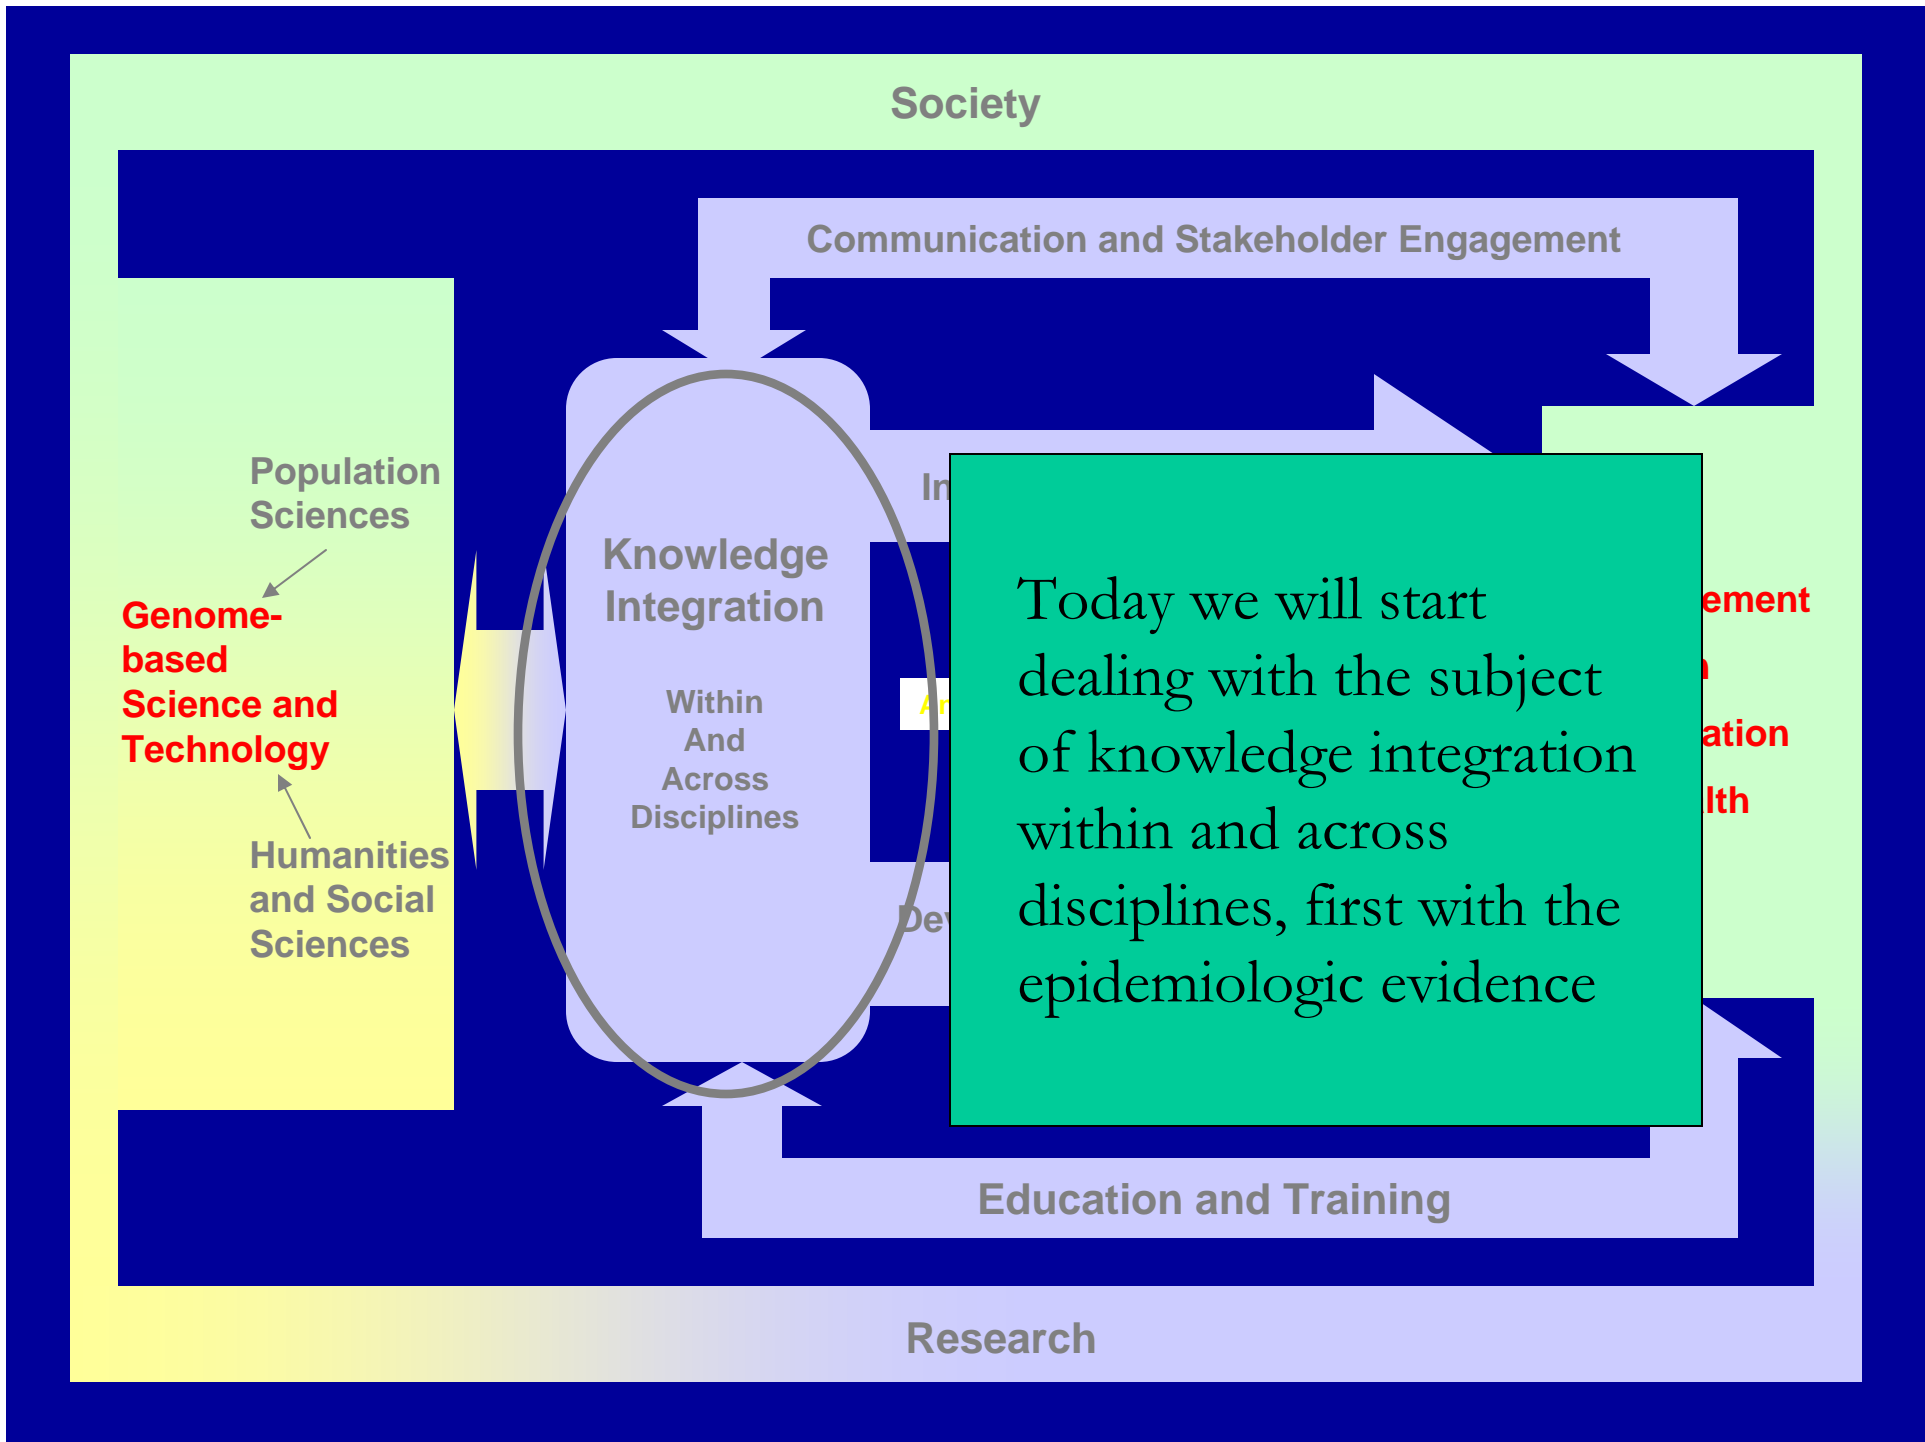 Society
Communication and Stakeholder Engagement
Population
Sciences
Genome-
based
Science and
Technology
Humanities
and Social
Sciences
Knowledge
Integration
Within
And
Across
Disciplines
Today we will start
dealing with the subject
of knowledge integration
within and across
disciplines, first with the
epidemiologic evidence
Education and Training
Research